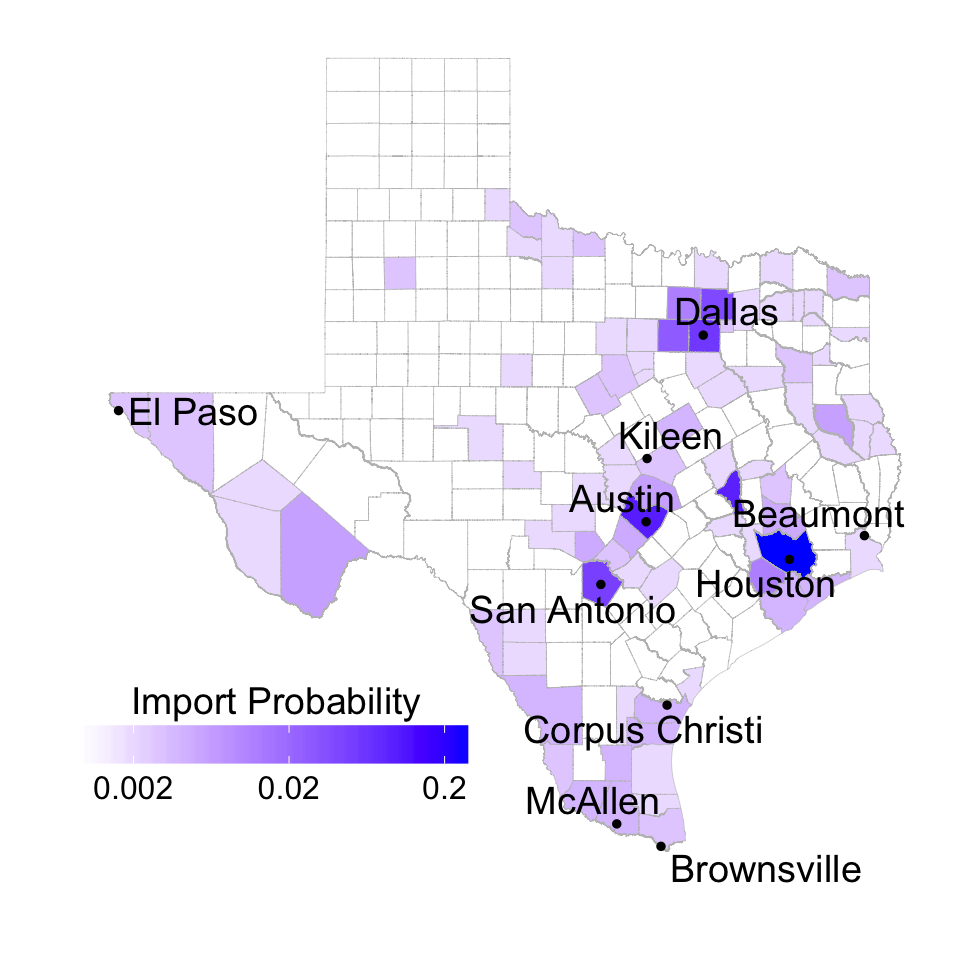 Dallas
El Paso
Kileen
Austin
Beaumont
Houston
San Antonio
Import Probability
Corpus Christi
0.002 0.02 0.2
McAllen
Brownsville